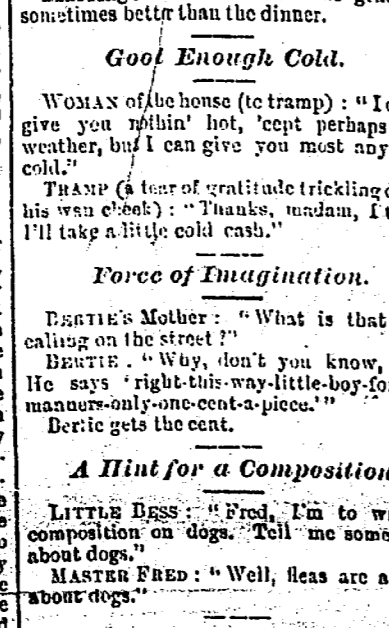 sometimes better than the dinner.
Good Enough Cold.
WOMAN of the house (to tramp) : "I
give you nothin' hot, 'cept perhaps
weather, but I can give you most any
cold."
TRAMP (a tear of gratitude trickling
his wan cheek) : "Thanks, madam, I
I'll take a little cold cash."
Force of Imagination.
BERTIE'S Mother : "What is that
calling on the street ?"
BERTIE . "Why, don't you know,
He says 'right-this-way-little-boy-fo
manners-only-one-cent-a-piece.'"
Bertie gets the cent.
A Hint for a Composition
LITTLE BESS : "Fred, I'm to w
composition on dogs. Tell me some
about dogs."
MASTER FRED : "Well, fleas are a
about dogs."